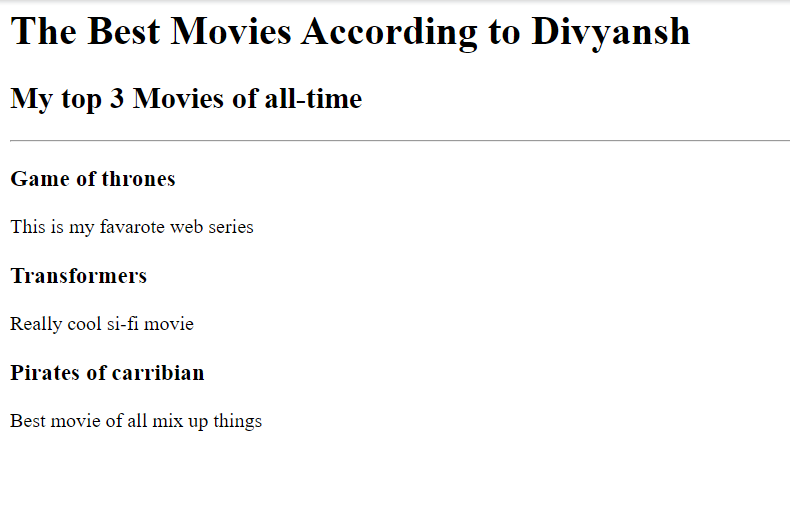 The Best Movies According to Divyansh
My top 3 Movies of all-time
Game of thrones
This is my favarote web series
Transformers
Really cool si-fi movie
Pirates of carribian
Best movie of all mix up things